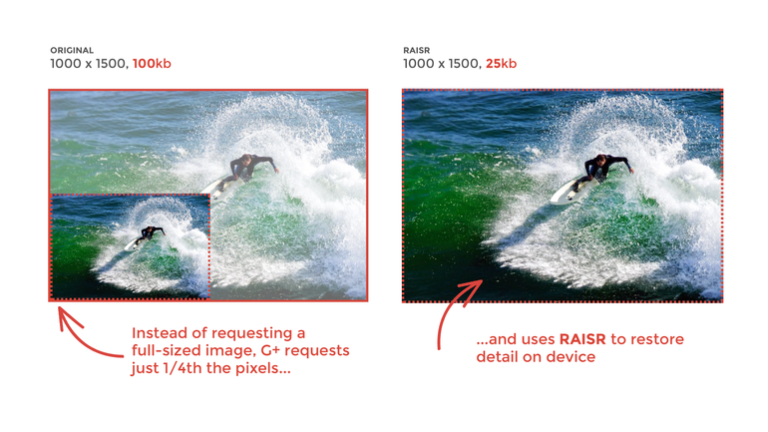 ORIGINAL
1000 x 1500, 100kb
RAISR
1000 x 1500, 25kb
Instead of requesting a
full-sized image, G+ requests
just 1/4th the pixels...
...and uses RAISR to restore
detail on device